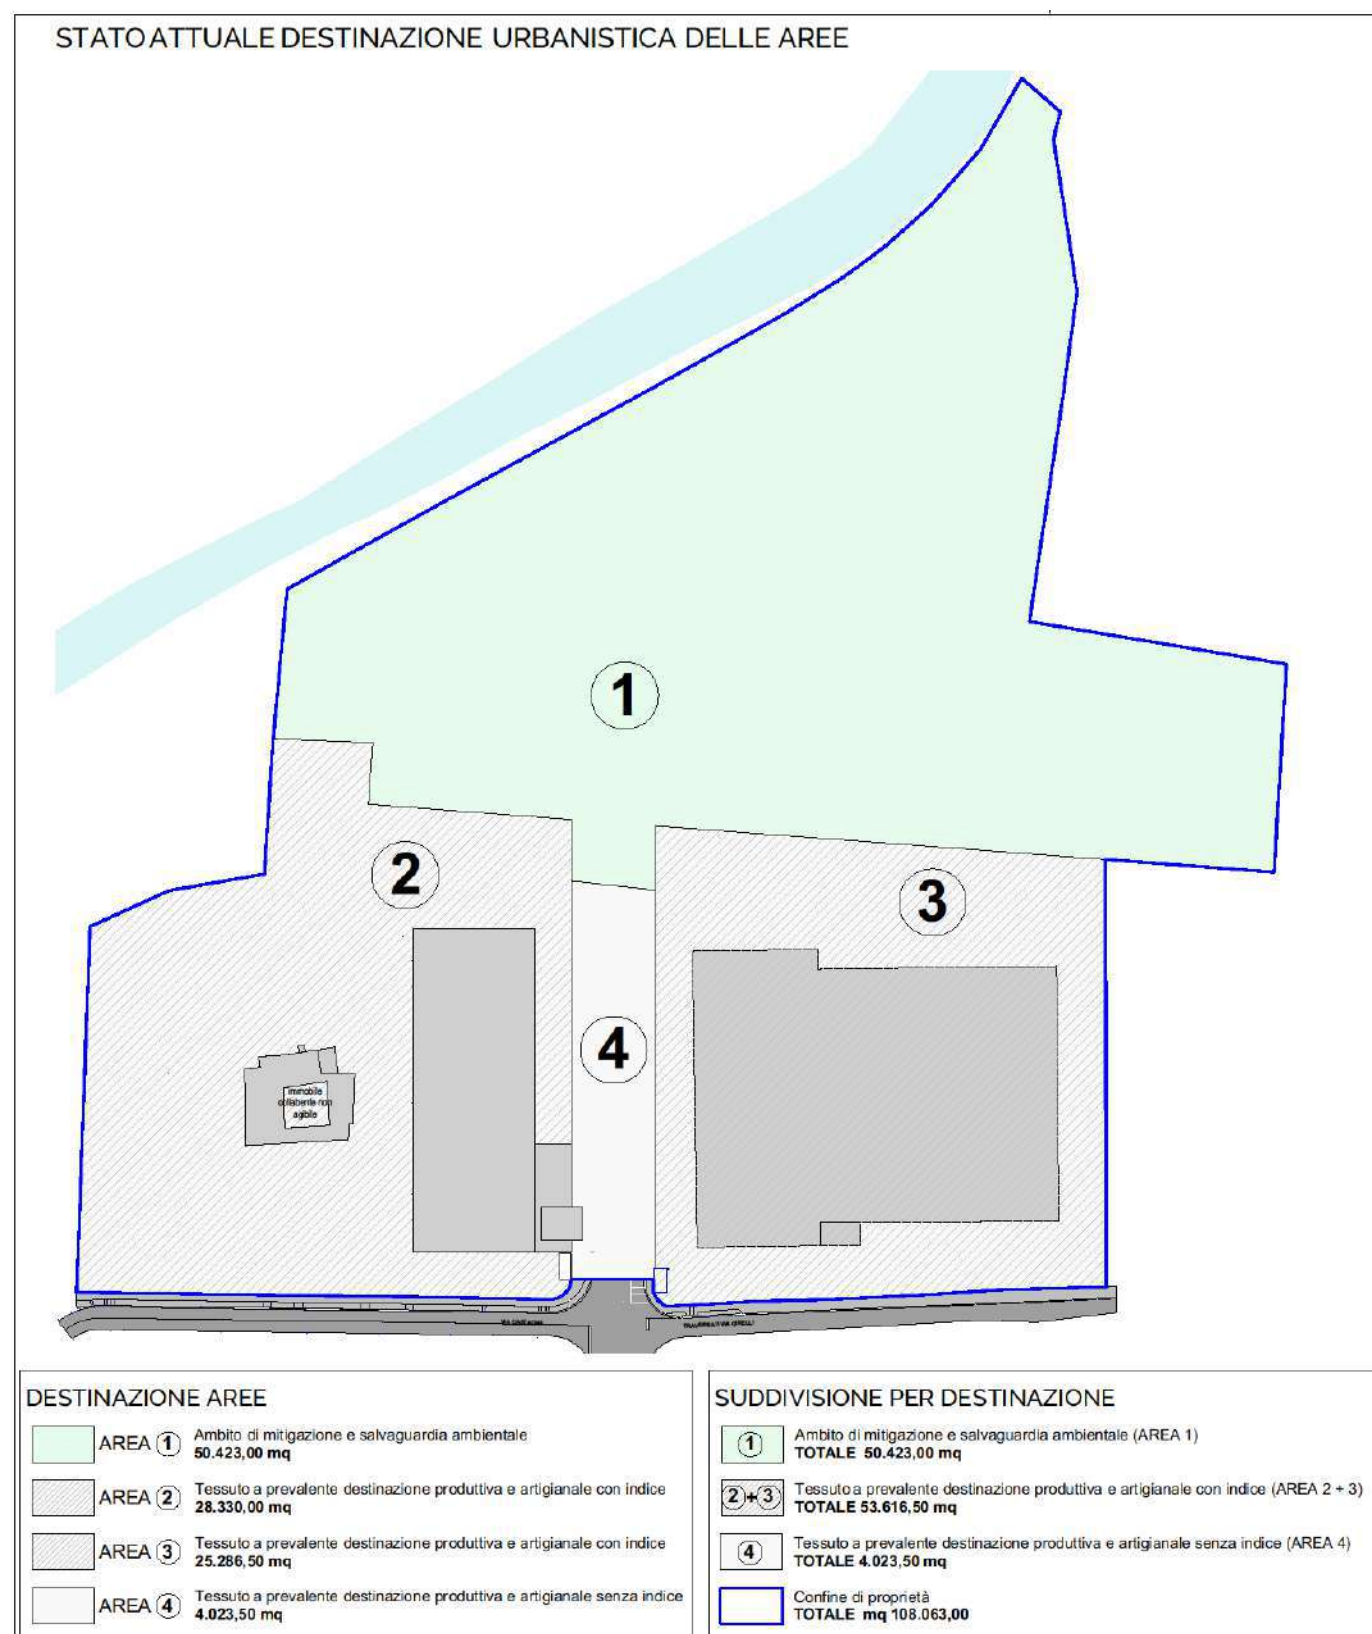 STATO ATTUALE DESTINAZIONE URBANISTICA DELLE AREE
1
2
3
4
immobile
collabente non
agibile
DESTINAZIONE AREE
AREA 1 Ambito di mitigazione e salvaguardia ambientale
50.423,00 mq
AREA 2 Tessuto a prevalente destinazione produttiva e artigianale con indice
28.330,00 mq
AREA 3 Tessuto a prevalente destinazione produttiva e artigianale con indice
25.286,50 mq
AREA 4 Tessuto a prevalente destinazione produttiva e artigianale senza indice
4.023,50 mq
SUDDIVISIONE PER DESTINAZIONE
1 Ambito di mitigazione e salvaguardia ambientale (AREA 1)
TOTALE 50.423,00 mq
2+3 Tessuto a prevalente destinazione produttiva e artigianale con indice (AREA 2 + 3)
TOTALE 53.616,50 mq
4 Tessuto a prevalente destinazione produttiva e artigianale senza indice (AREA 4)
TOTALE 4.023,50 mq
Confine di proprietà
TOTALE mq 108.063,00